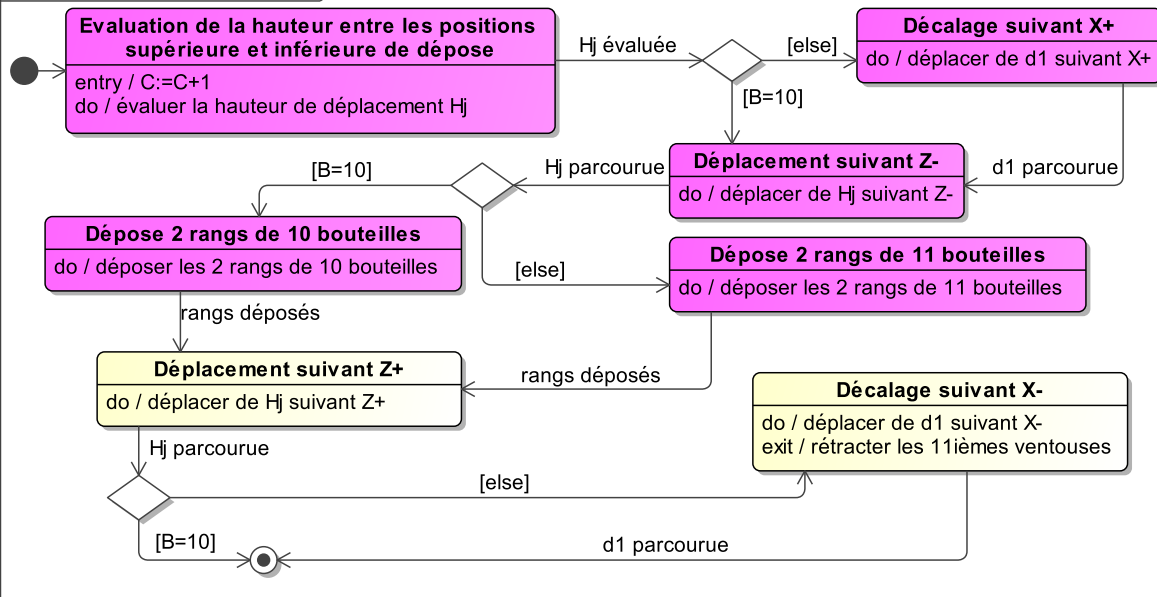 Evaluation de la hauteur entre les positions
supérieure et inférieure de dépose
entry / C:=C+1
do / évaluer la hauteur de déplacement Hj
Hj évaluée
[else]
[B=10]
Décalage suivant X+
do / déplacer de d1 suivant X+
d1 parcourue
Déplacement suivant Z-
do / déplacer de Hj suivant Z-
Hj parcourue
[B=10]
[else]
Dépose 2 rangs de 10 bouteilles
do / déposer les 2 rangs de 10 bouteilles
rangs déposés
Dépose 2 rangs de 11 bouteilles
do / déposer les 2 rangs de 11 bouteilles
rangs déposés
Déplacement suivant Z+
do / déplacer de Hj suivant Z+
Hj parcourue
[else]
[B=10]
Décalage suivant X-
do / déplacer de d1 suivant X-
exit / rétracter les 11ièmes ventouses
d1 parcourue